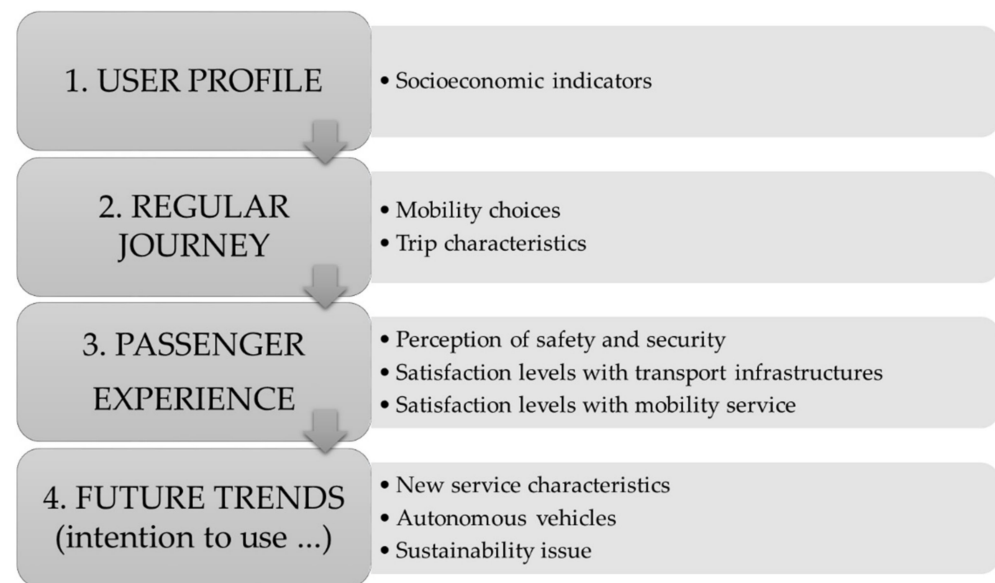 1. USER PROFILE
• Socioeconomic indicators
2. REGULAR
JOURNEY
• Mobility choices
• Trip characteristics
3. PASSENGER
EXPERIENCE
• Perception of safety and security
• Satisfaction levels with transport infrastructures
• Satisfaction levels with mobility service
4. FUTURE TRENDS
(intention to use ...)
• New service characteristics
• Autonomous vehicles
• Sustainability issue